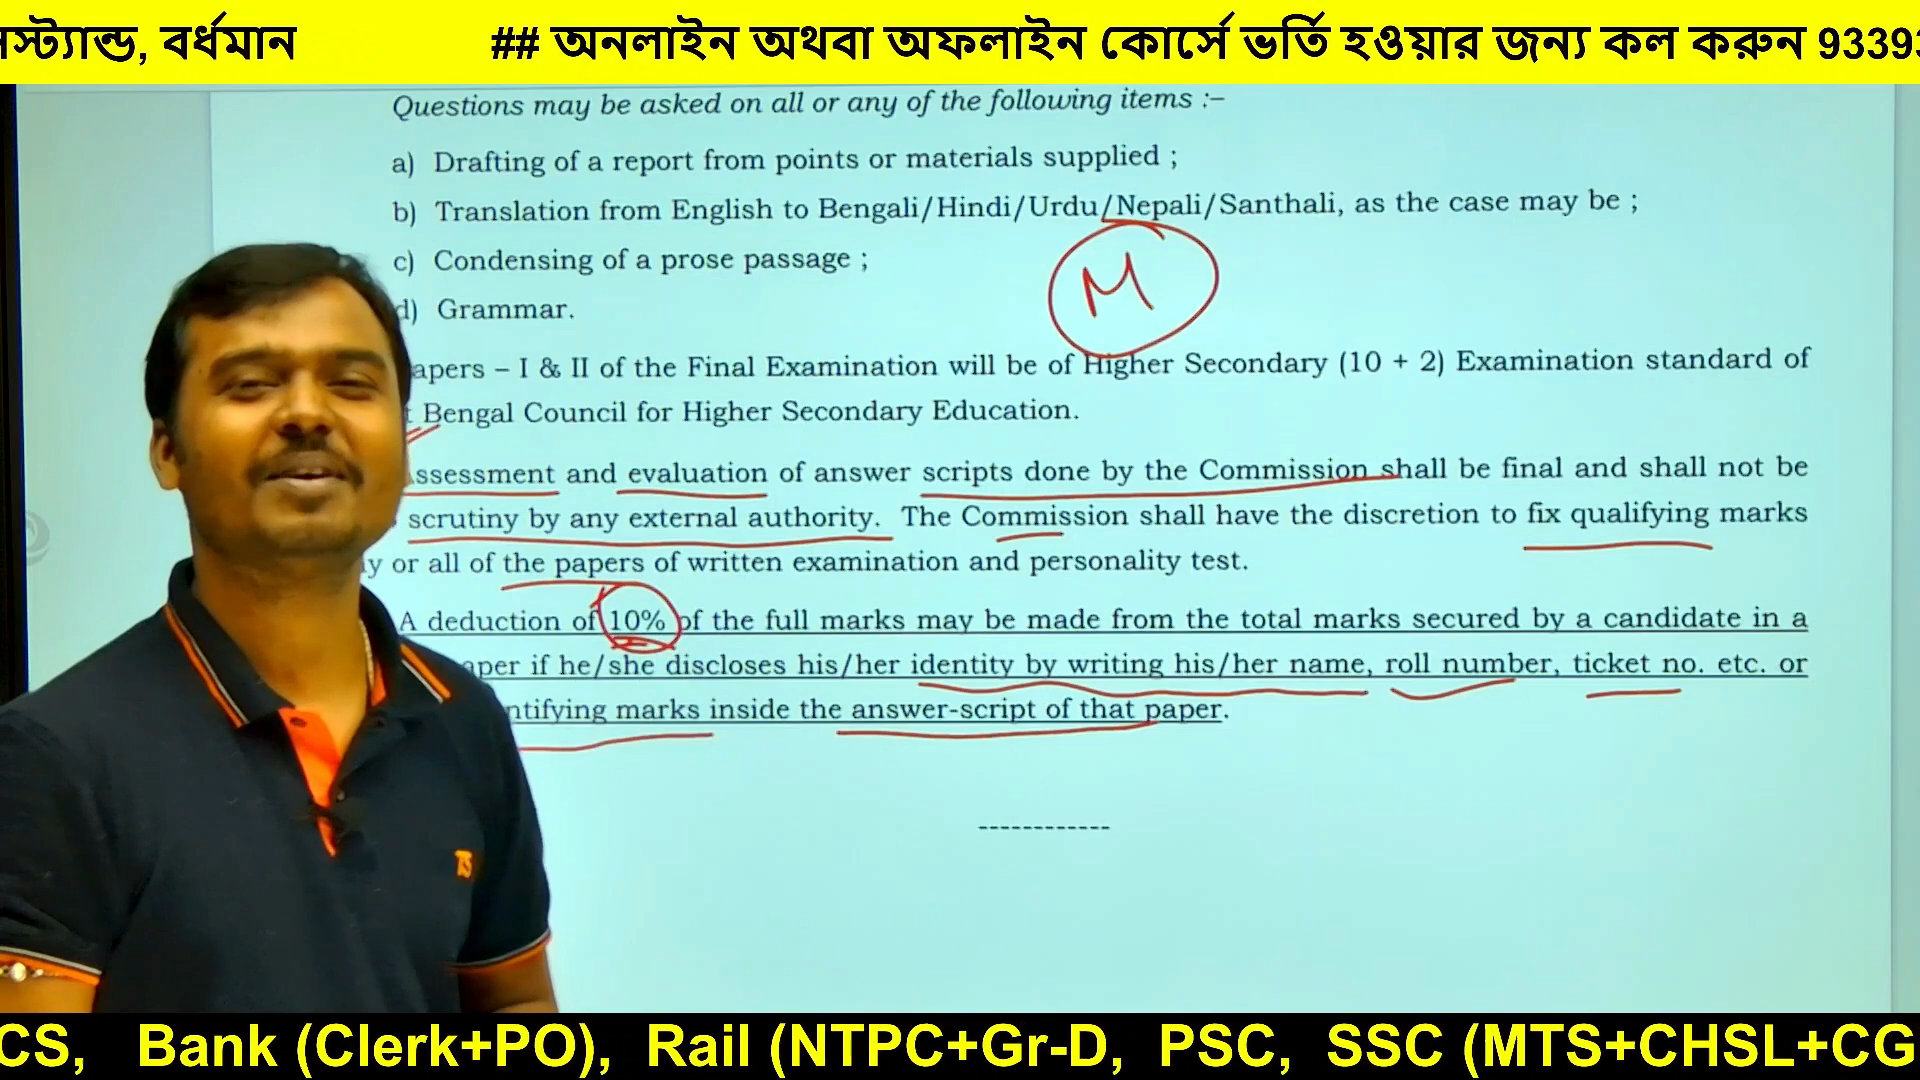 বর্ধমান ## অনলাইন অথবা অফলাইন কোর্সে ভর্তি হওয়ার জন্য কল করুন 9339
Questions may be asked on all or any of the following items :–
a) Drafting of a report from points or materials supplied ;
b) Translation from English to Bengali/Hindi/Urdu/Nepali/Santhali, as the case may be ;
c) Condensing of a prose passage ;
d) Grammar.
M
apers – I & II of the Final Examination will be of Higher Secondary (10 + 2) Examination standard of
t Bengal Council for Higher Secondary Education.
ssessment and evaluation of answer scripts done by the Commission shall be final and shall not be
scrutiny by any external authority. The Commission shall have the discretion to fix qualifying marks
y or all of the papers of written examination and personality test.
A deduction of 10% of the full marks may be made from the total marks secured by a candidate in a
aper if he/she discloses his/her identity by writing his/her name, roll number, ticket no. etc. or
ntifying marks inside the answer-script of that paper.
------------
TS
CS, Bank (Clerk+PO), Rail (NTPC+Gr-D, PSC, SSC (MTS+CHSL+CG